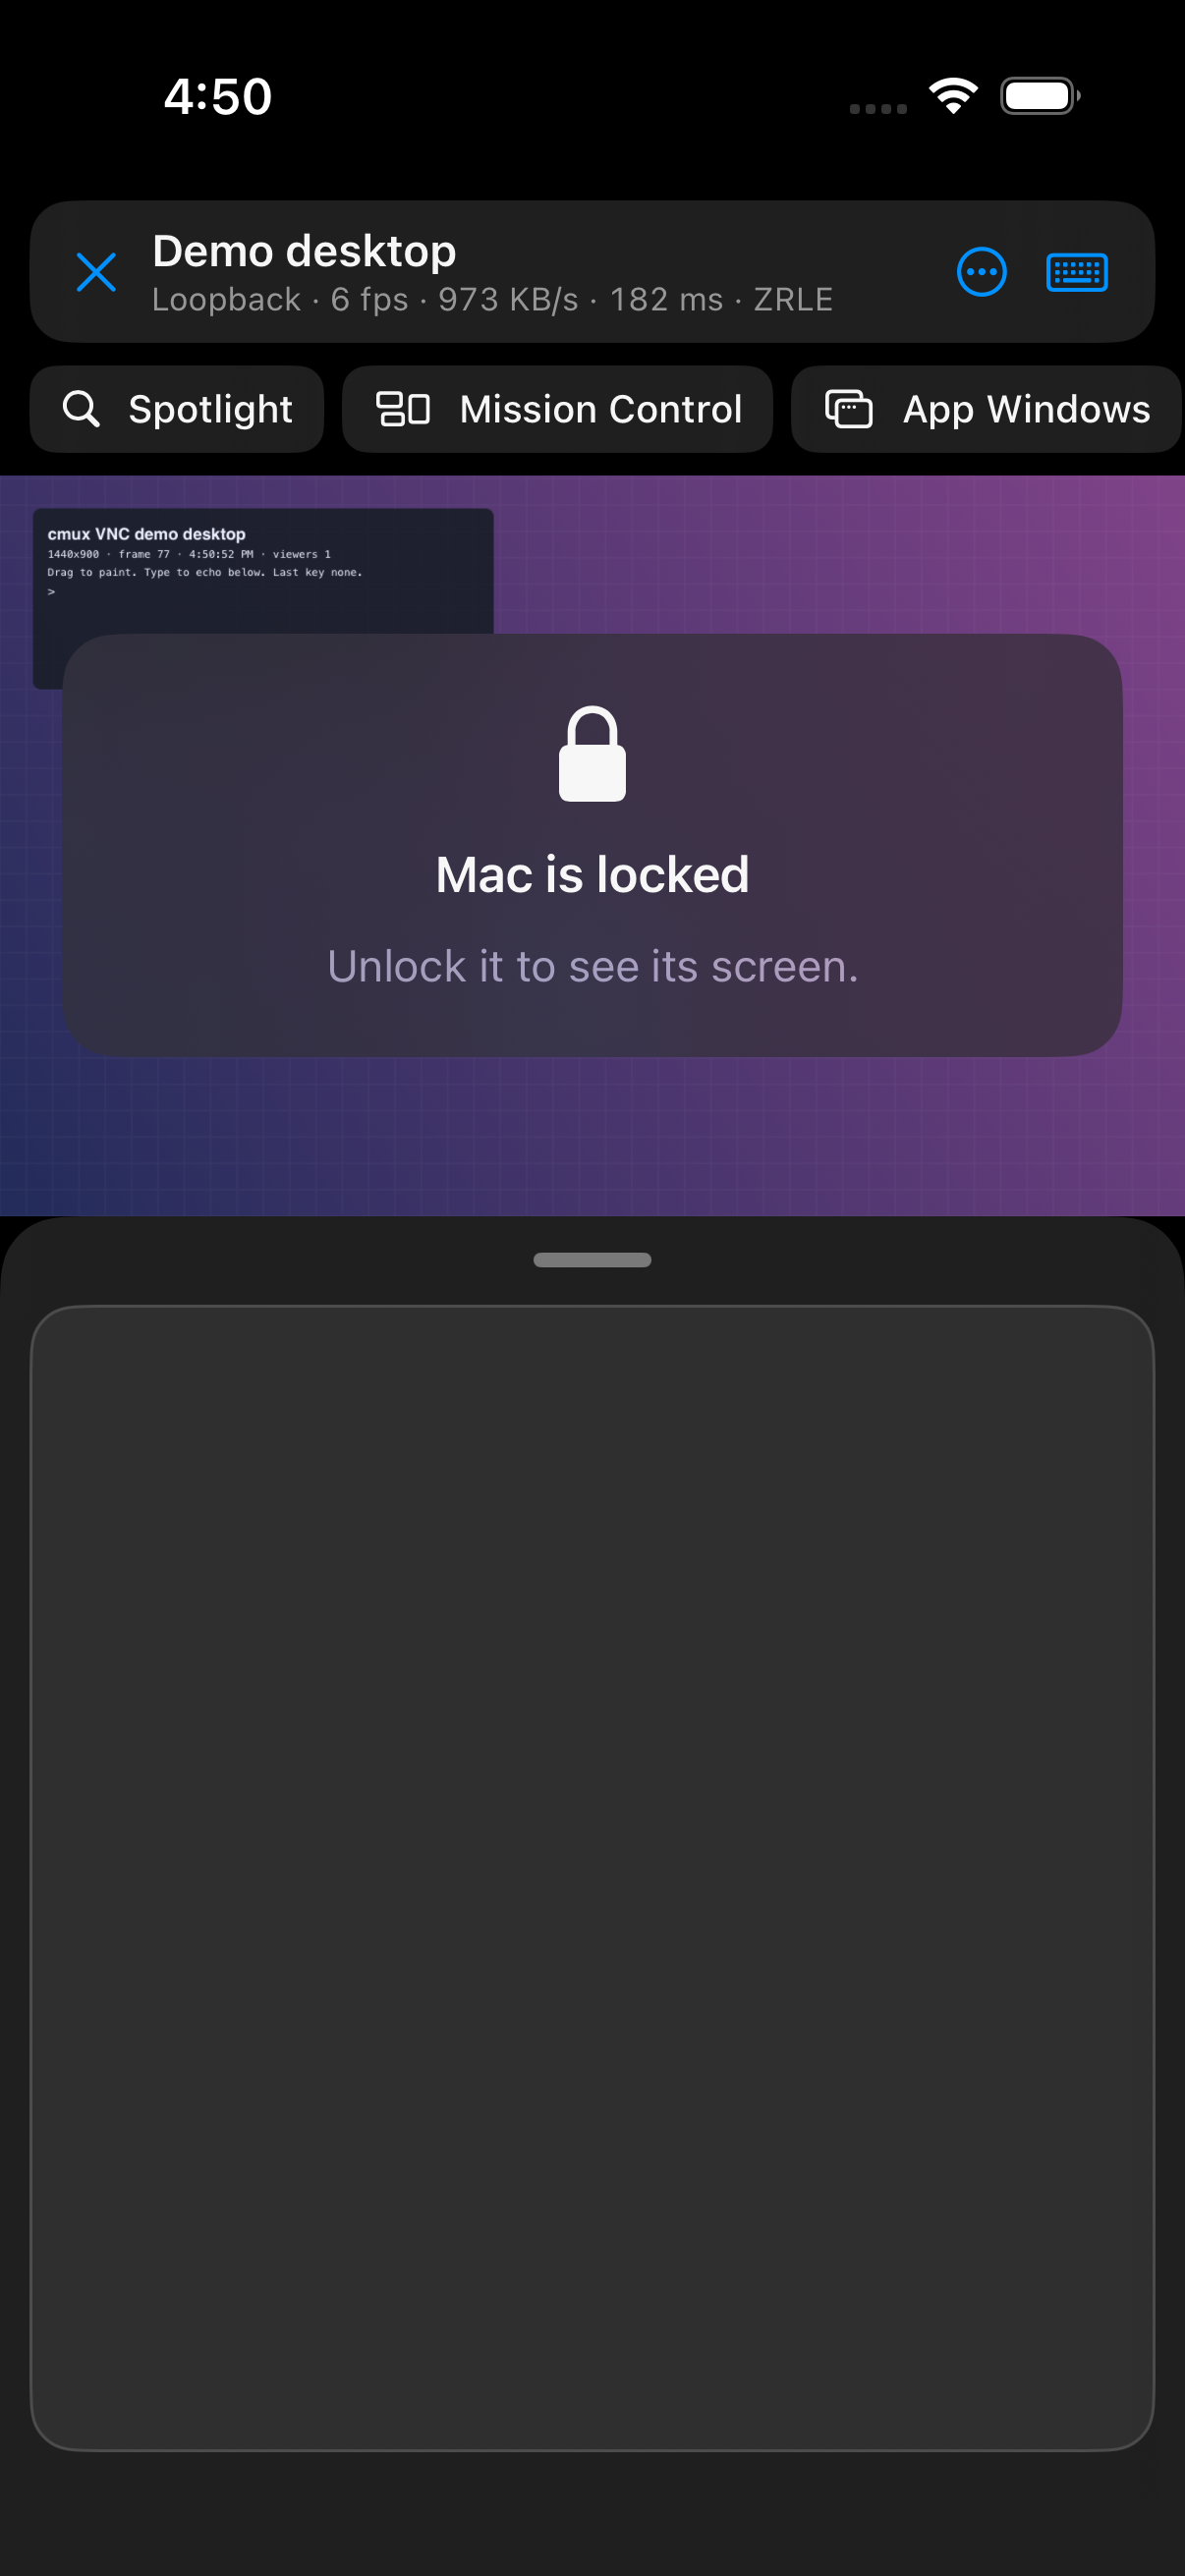 4:50
Demo desktop
Loopback · 6 fps · 973 KB/s · 182 ms · ZRLE
Spotlight
Mission Control
App Windows
cmux VNC demo desktop
1440x900 · frame 77 · 4:50:52 PM · viewers 1
Drag to paint. Type to echo below. Last key none.
>
Mac is locked
Unlock it to see its screen.